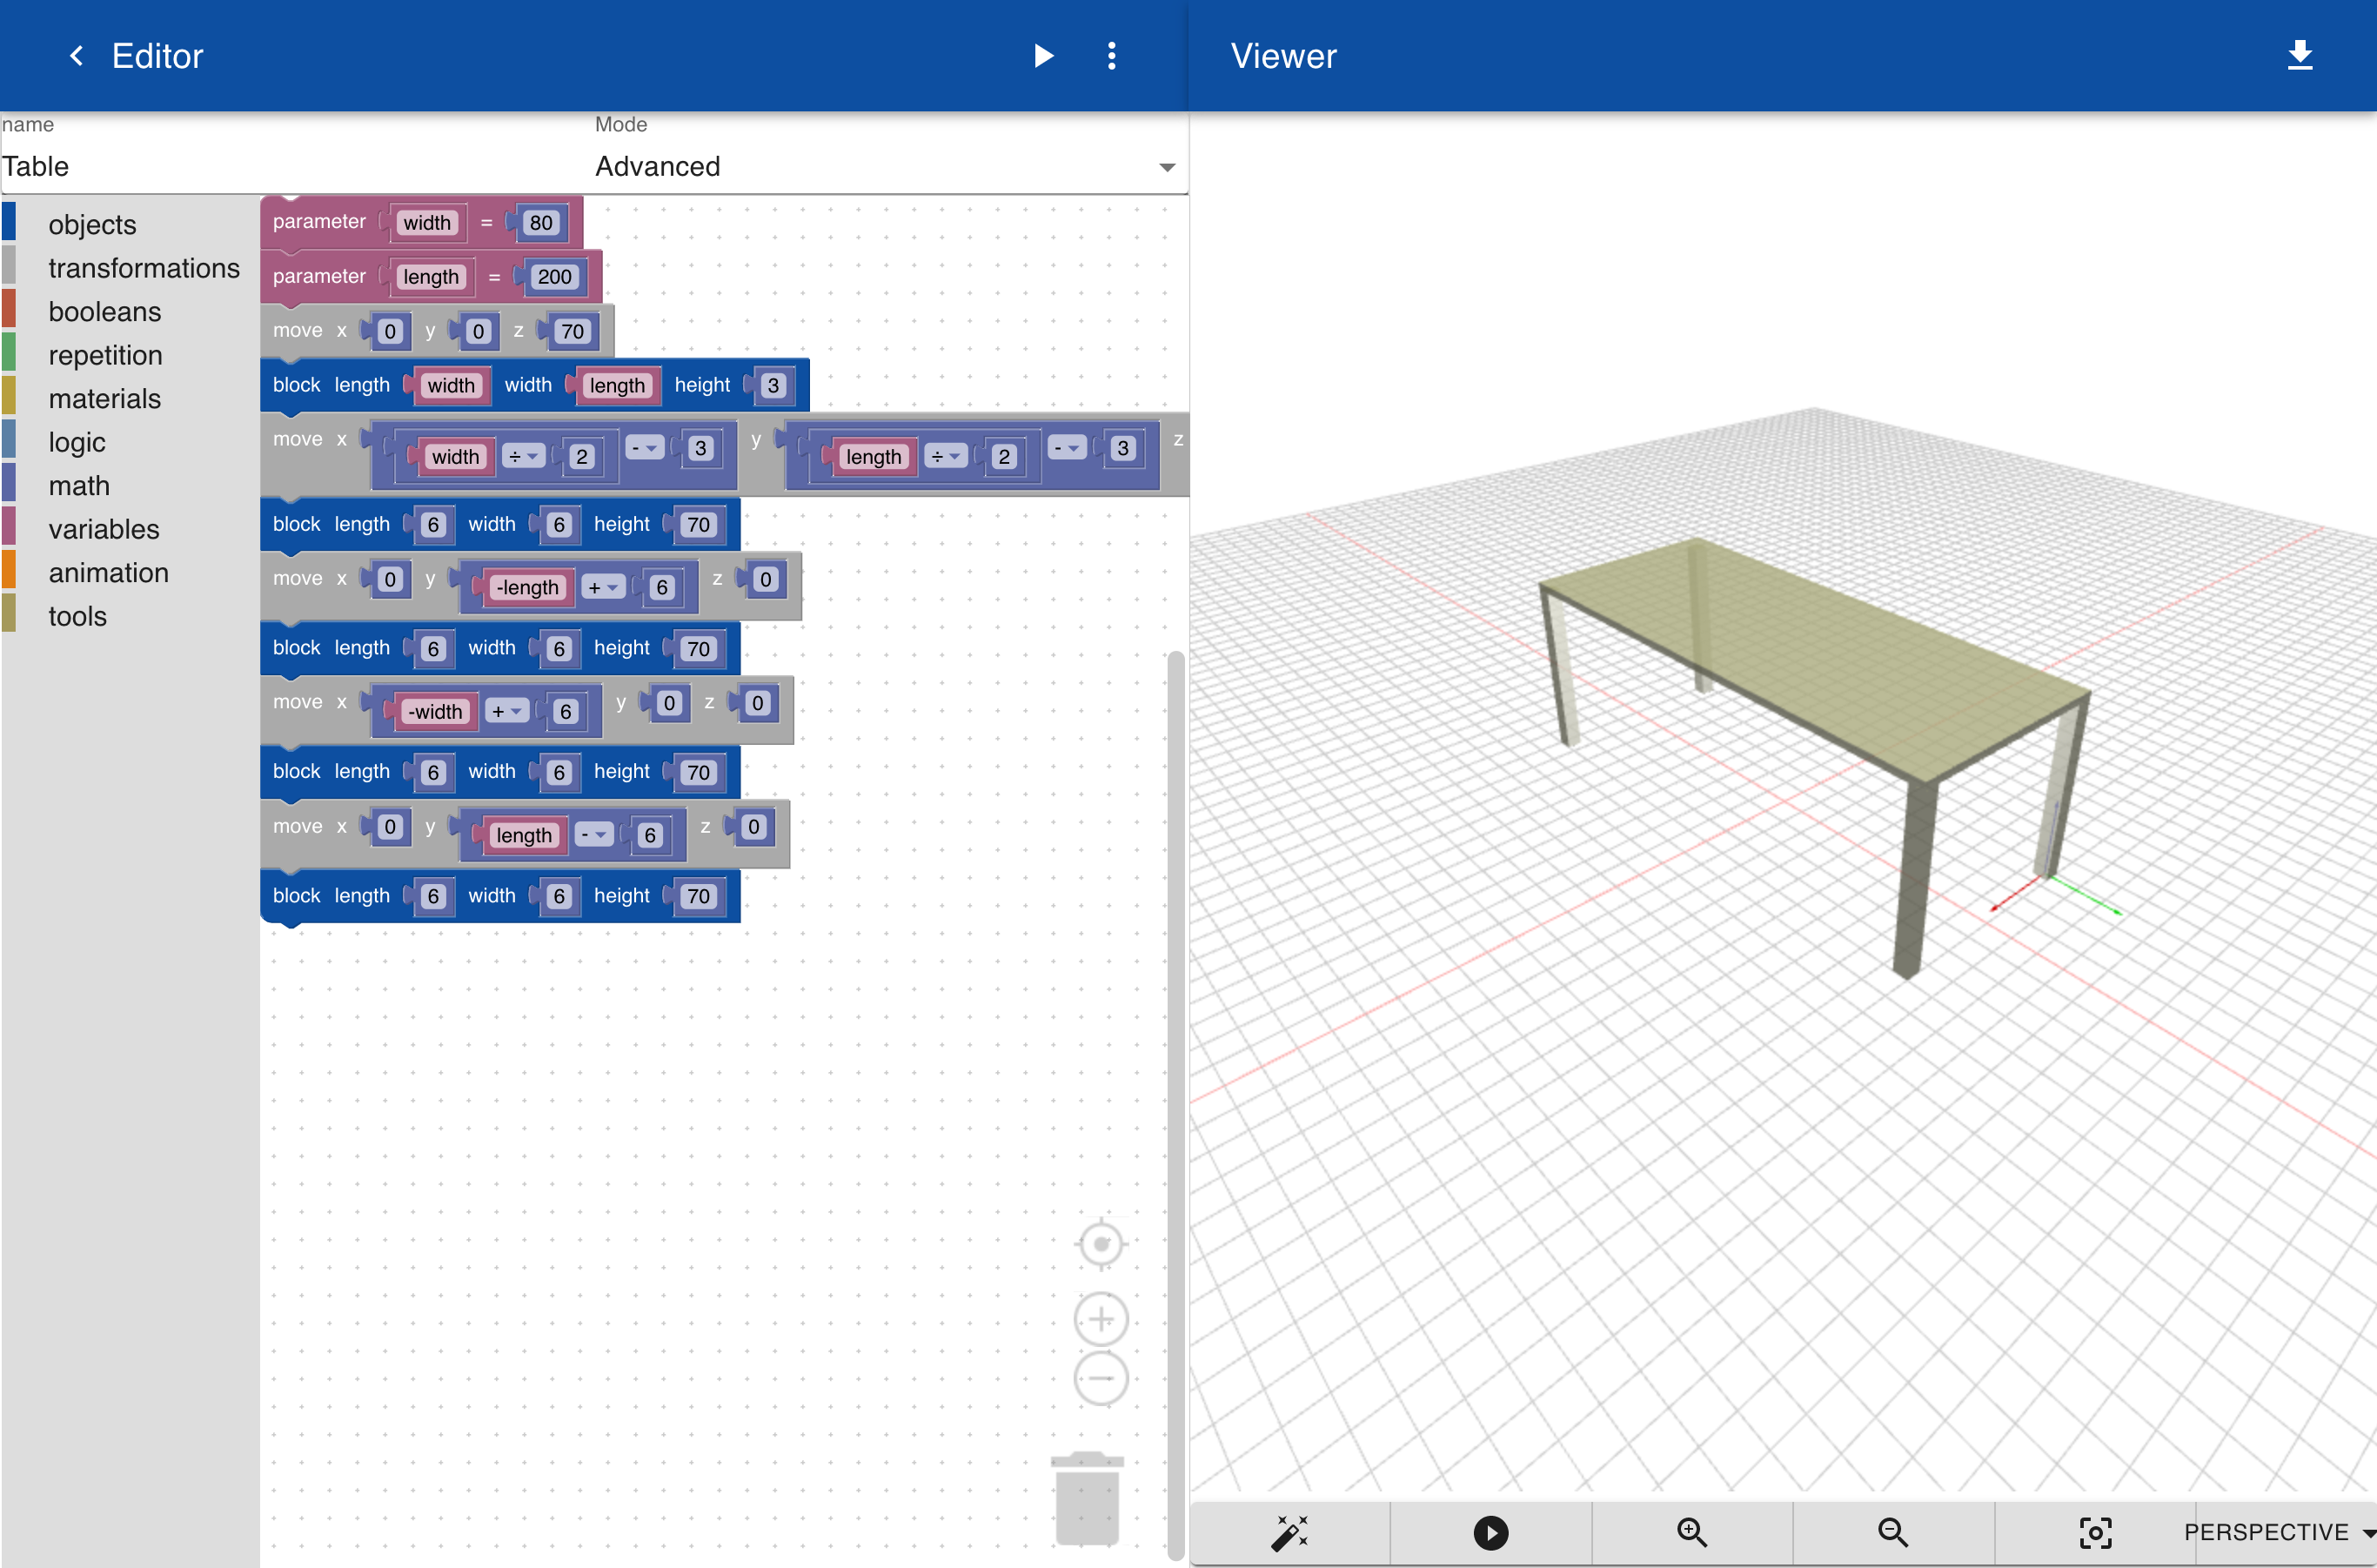 Editor
Viewer
name
Mode
Table
Advanced
objects
transformations
booleans
repetition
materials
logic
math
variables
animation
tools
parameter width = 80
parameter length = 200
move x 0 y 0 z 70
block length width width length height 3
move x width ÷ 2 - 3 y length ÷ 2 - 3 z
block length 6 width 6 height 70
move x 0 y -length + 6 z 0
block length 6 width 6 height 70
move x -width + 6 y 0 z 0
block length 6 width 6 height 70
move x 0 y length - 6 z 0
block length 6 width 6 height 70
PERSPECTIVE